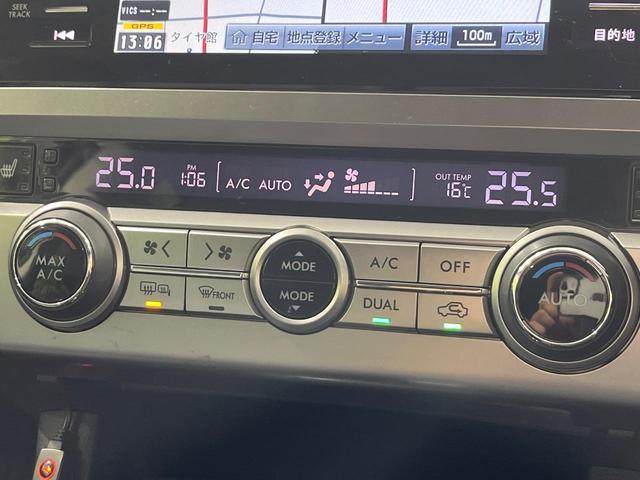 SEEK
TRACK
VICS --:--
GPS
13:06
タイヤ館
自宅 地点登録 メニュー 詳細 100m 広域
目的地
25.0
PM
1:06
A/C AUTO
OUT TEMP
16℃
25.5
MAX
A/C
MODE
MODE
A/C
OFF
FRONT
DUAL
AUTO